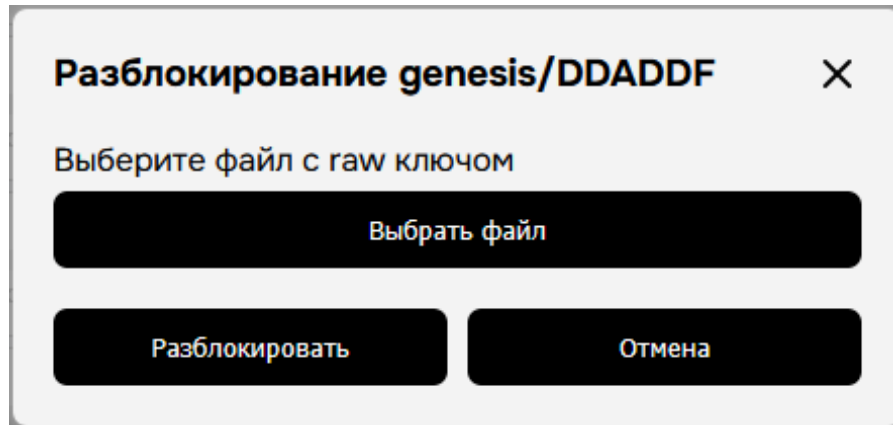 Разблокирование genesis/DDADDF
Выберите файл с raw ключом
Выбрать файл
Разблокировать
Отмена